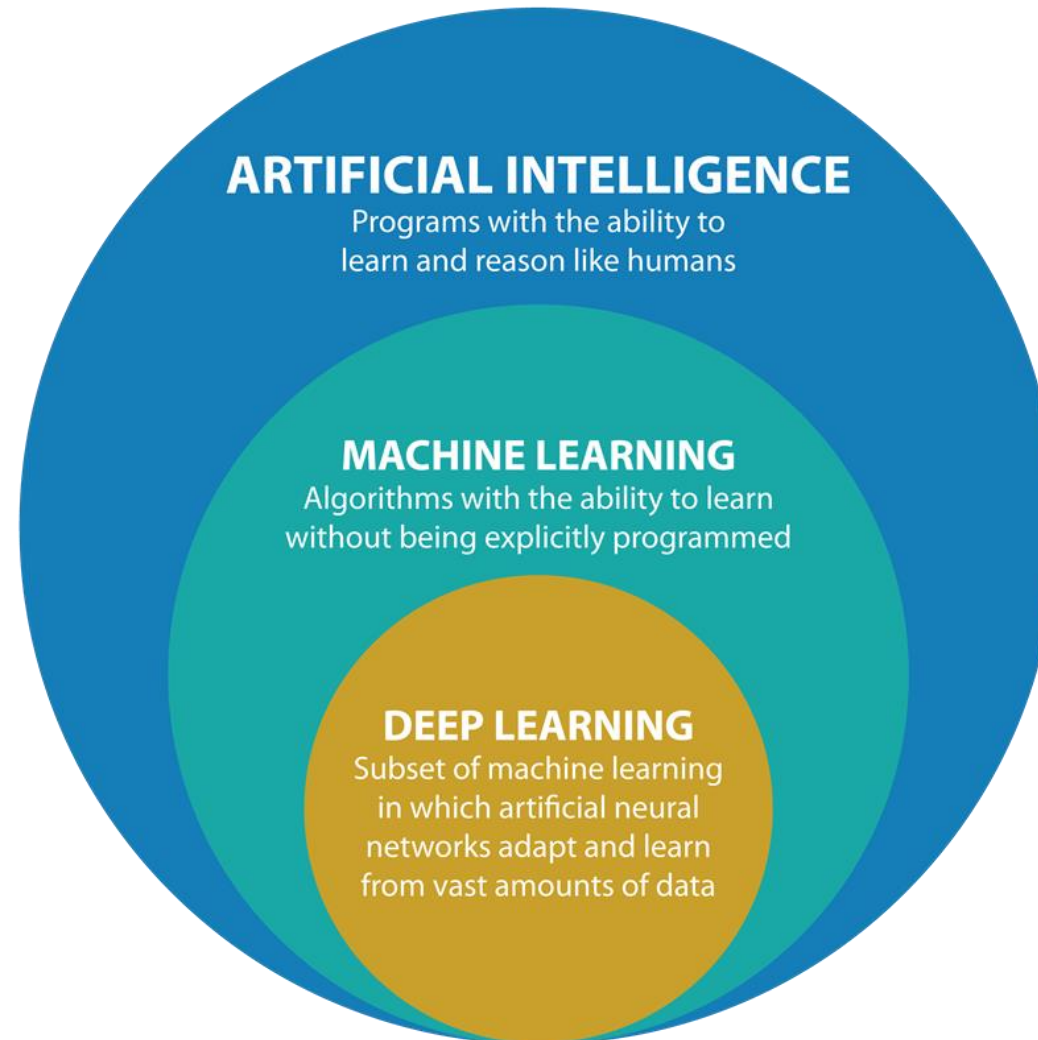 ARTIFICIAL INTELLIGENCE
Programs with the ability to
learn and reason like humans
MACHINE LEARNING
Algorithms with the ability to learn
without being explicitly programmed
DEEP LEARNING
Subset of machine learning
in which artificial neural
networks adapt and learn
from vast amounts of data